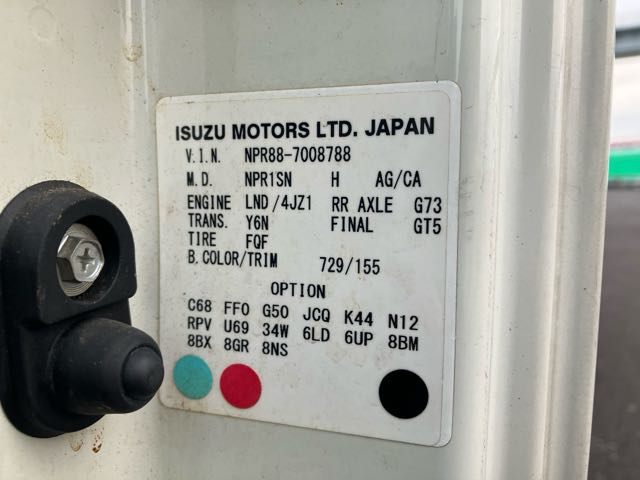 ISUZU MOTORS LTD. JAPAN
V.I.N. NPR88-7008788
M.D. NPR1SN H AG/CA
ENGINE LND/4JZ1 RR AXLE G73
TRANS. Y6N FINAL GT5
TIRE FQF
B.COLOR/TRIM 729/155
OPTION
C68 FF0 G50 JCQ K44 N12
RPV U69 34W 6LD 6UP 8BM
8BX 8GR 8NS